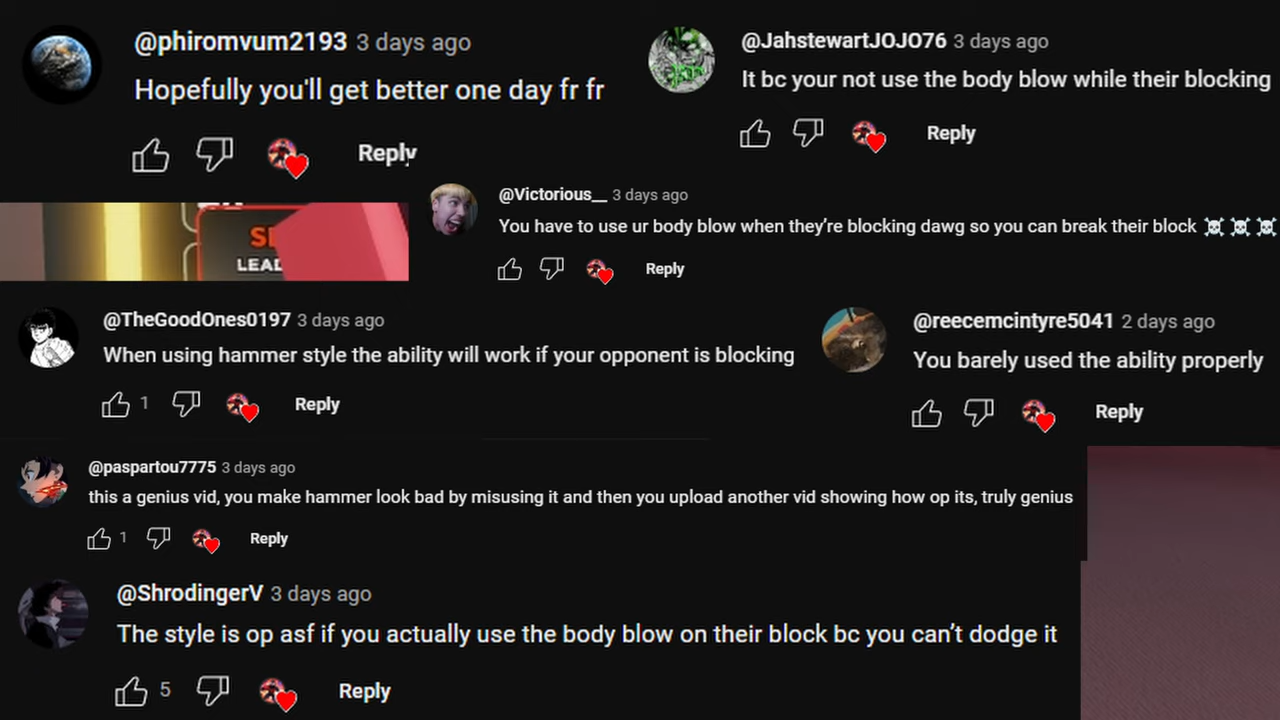 @phiromvum2193 3 days ago
Hopefully you'll get better one day fr fr
Reply
@JahstewartJOJO76 3 days ago
It bc your not use the body blow while their blocking
Reply
@Victorious__ 3 days ago
You have to use ur body blow when they’re blocking dawg so you can break their block ☠️☠️☠️
Reply
LEAD
@TheGoodOnes0197 3 days ago
When using hammer style the ability will work if your opponent is blocking
1 Reply
@reecemcintyre5041 2 days ago
You barely used the ability properly
Reply
@paspartou7775 3 days ago
this a genius vid, you make hammer look bad by misusing it and then you upload another vid showing how op its, truly genius
1 Reply
@ShrodingerV 3 days ago
The style is op asf if you actually use the body blow on their block bc you can’t dodge it
5 Reply